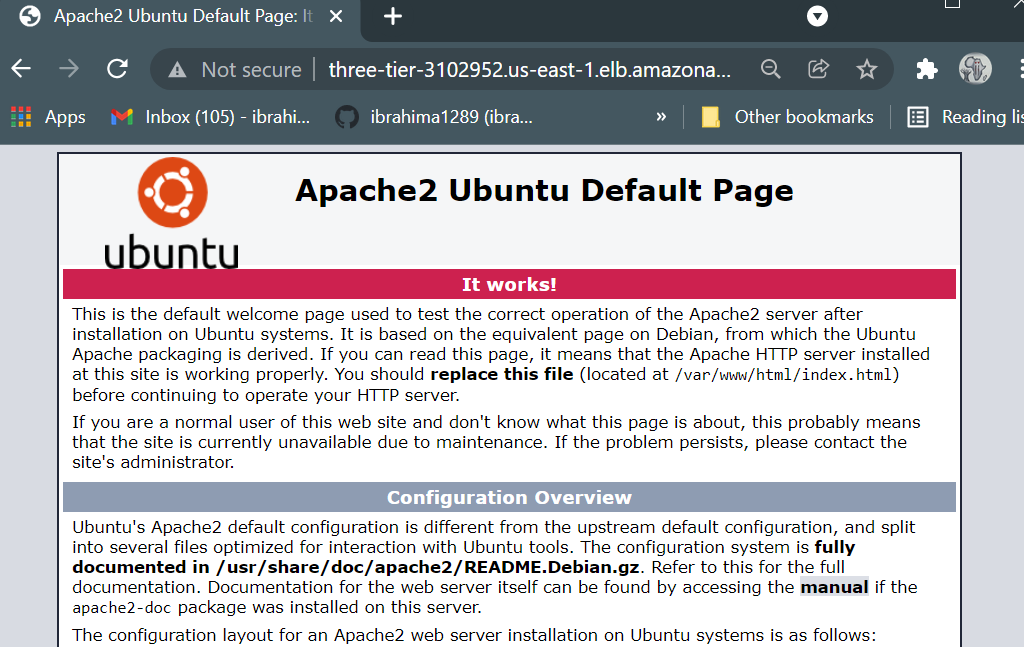 Apache2 Ubuntu Default Page: It
Not secure
three-tier-3102952.us-east-1.elb.amazona...
Apps
Inbox (105) - ibrahi...
ibrahima1289 (ibra...
»
Other bookmarks
Reading lis
ubuntu
Apache2 Ubuntu Default Page
It works!
This is the default welcome page used to test the correct operation of the Apache2 server after
installation on Ubuntu systems. It is based on the equivalent page on Debian, from which the Ubuntu
Apache packaging is derived. If you can read this page, it means that the Apache HTTP server installed
at this site is working properly. You should replace this file (located at /var/www/html/index.html)
before continuing to operate your HTTP server.
If you are a normal user of this web site and don't know what this page is about, this probably means
that the site is currently unavailable due to maintenance. If the problem persists, please contact the
site's administrator.
Configuration Overview
Ubuntu's Apache2 default configuration is different from the upstream default configuration, and split
into several files optimized for interaction with Ubuntu tools. The configuration system is fully
documented in /usr/share/doc/apache2/README.Debian.gz. Refer to this for the full
documentation. Documentation for the web server itself can be found by accessing the manual if the
apache2-doc package was installed on this server.
The configuration layout for an Apache2 web server installation on Ubuntu systems is as follows: